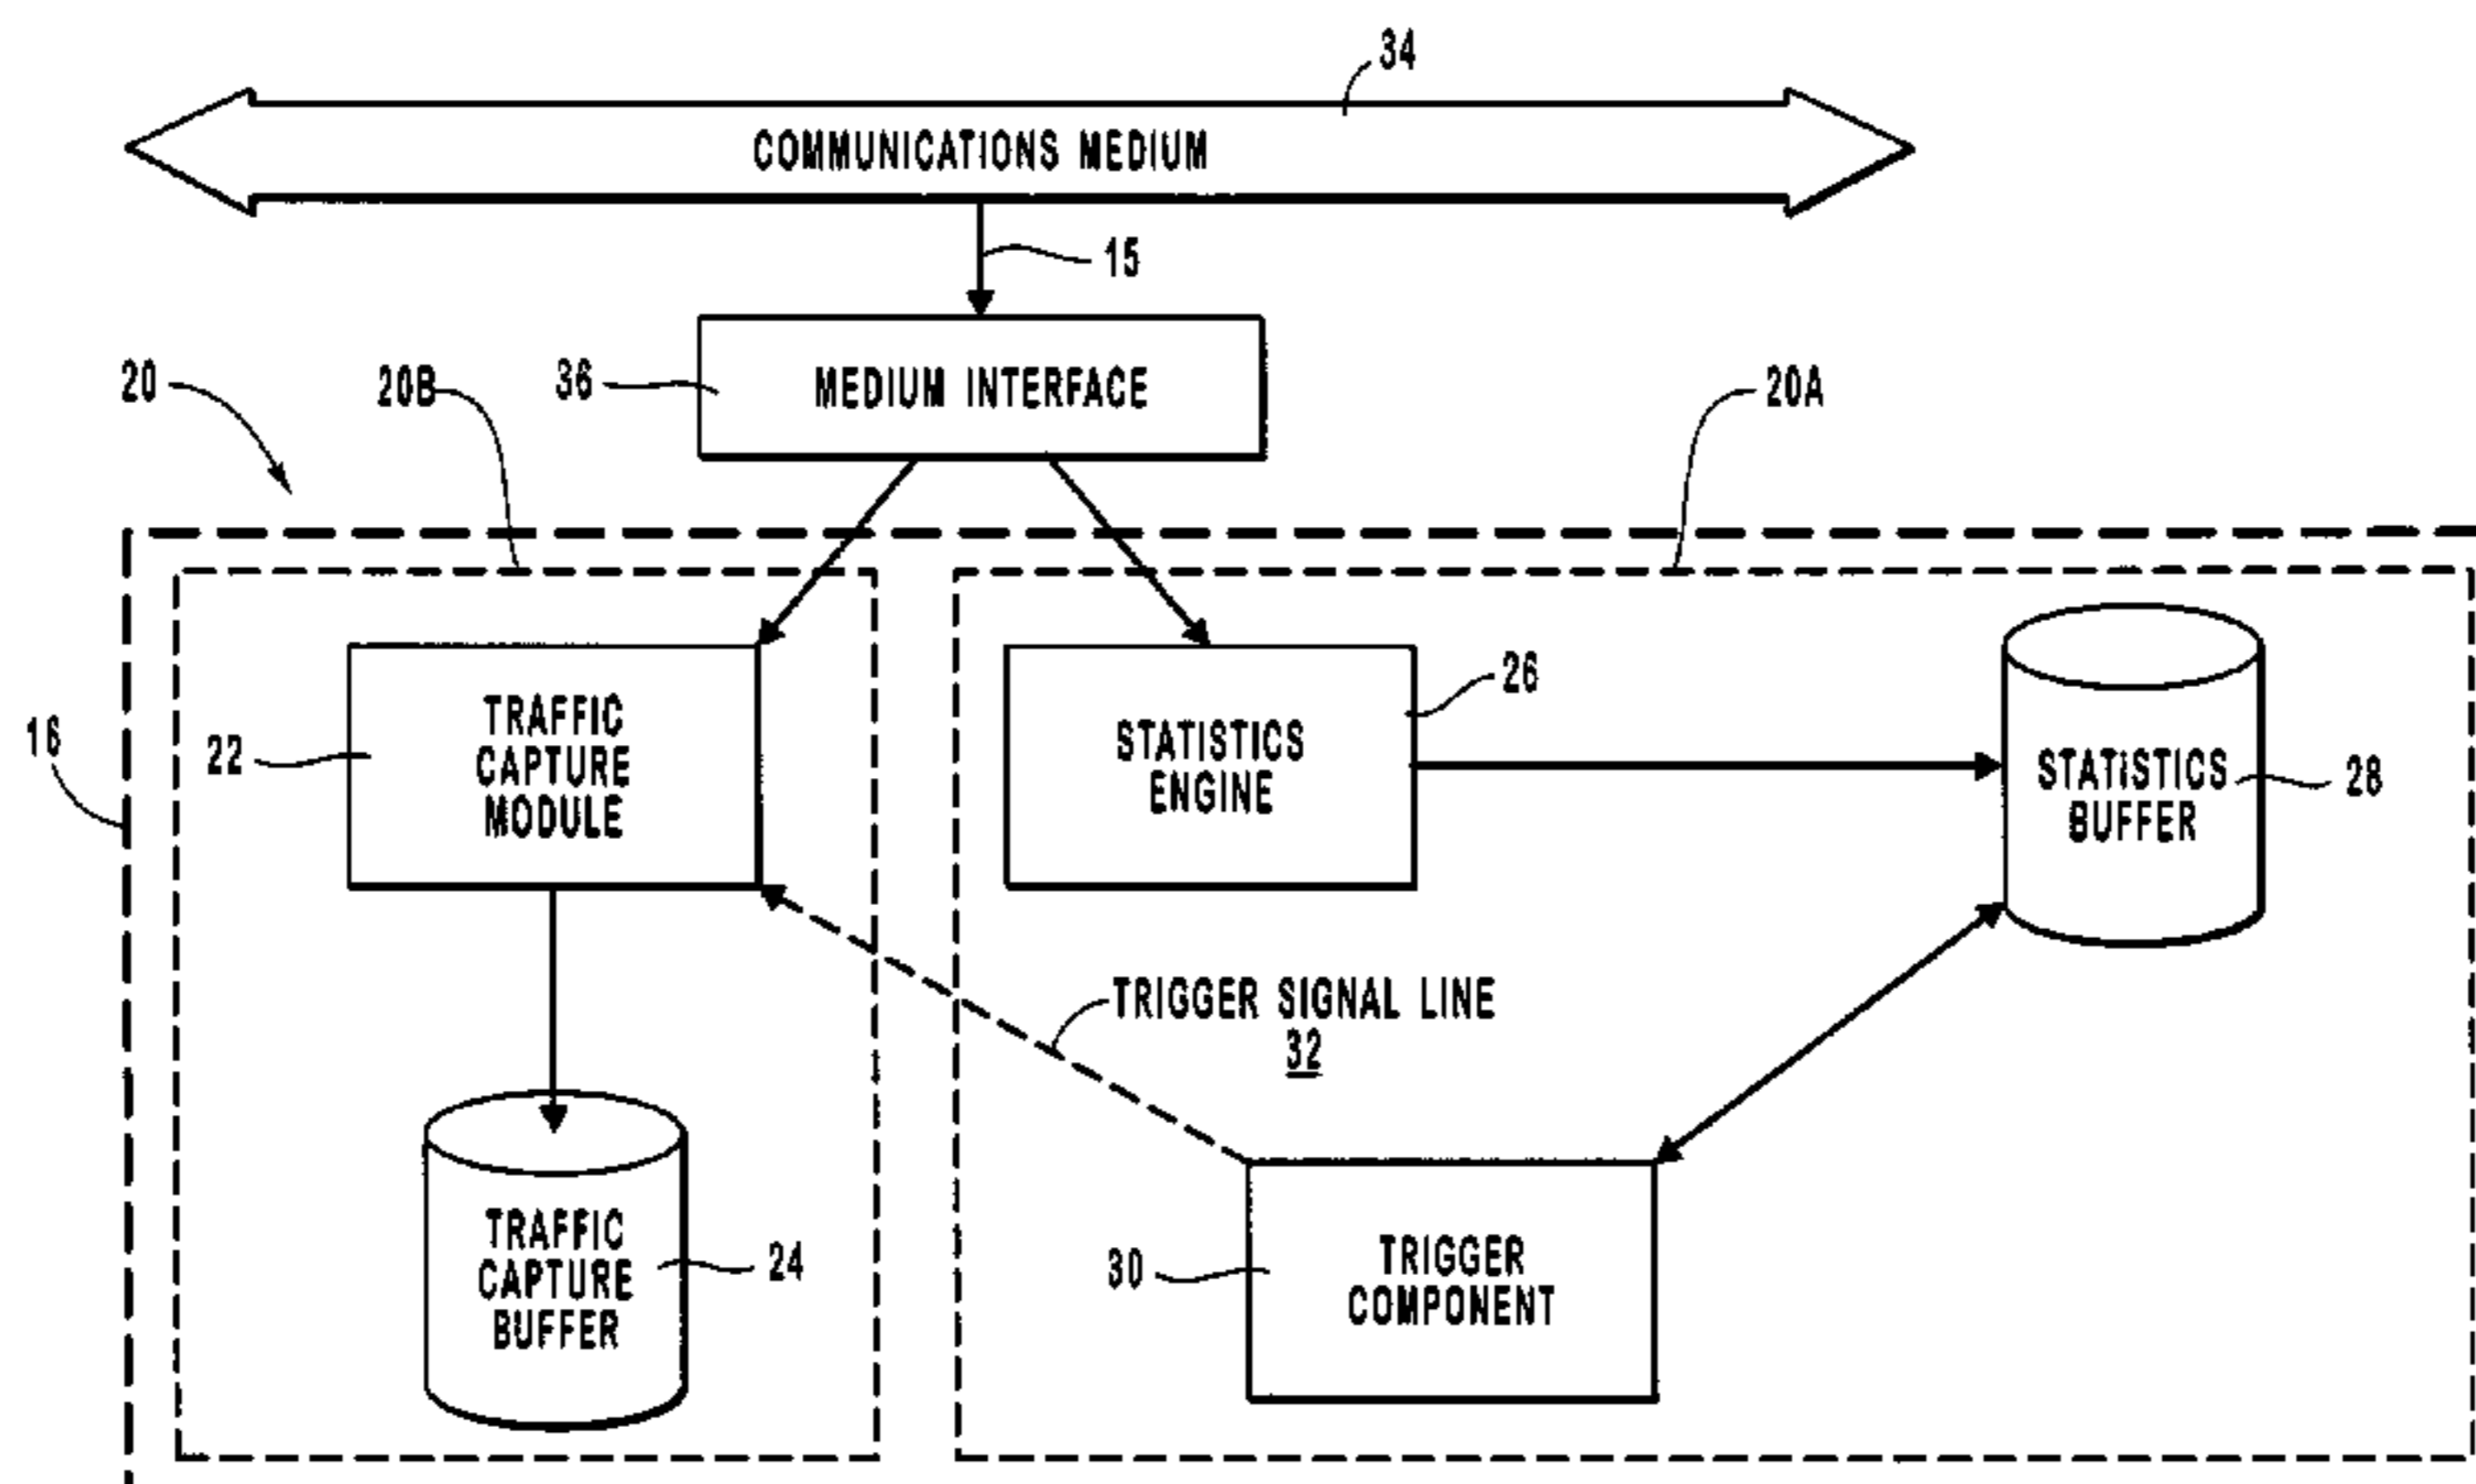 34
COMMUNICATIONS MEDIUM
15
20
20B
36
MEDIUM INTERFACE
20A
16
22
TRAFFIC
CAPTURE
MODULE
STATISTICS
ENGINE
26
STATISTICS
BUFFER
28
TRIGGER SIGNAL LINE
32
TRAFFIC
CAPTURE
BUFFER
24
30
TRIGGER
COMPONENT